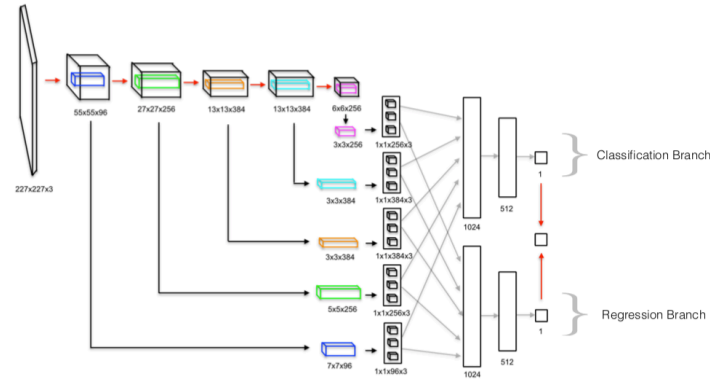 227x227x3
55x55x96
27x27x256
13x13x384
13x13x384
6x6x256
3x3x256
1x1x256x3
3x3x384
1x1x384x3
3x3x384
1x1x384x3
5x5x256
1x1x256x3
7x7x96
1x1x96x3
1024
512
1
Classification Branch
1024
512
1
Regression Branch